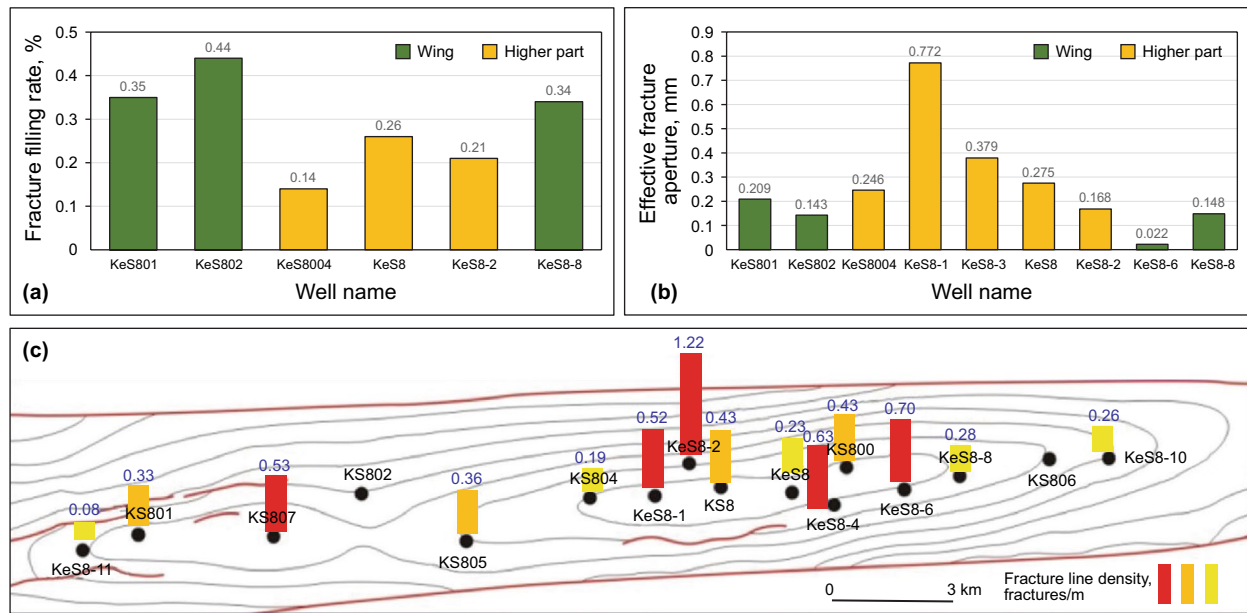 0.5
0.4
0.3
0.2
0.1
0
Fracture filling rate, %
0.35
0.44
0.14
0.26
0.21
0.34
Wing
Higher part
KeS801
KeS802
KeS8004
KeS8
KeS8-2
KeS8-8
(a)
Well name
0.9
0.8
0.7
0.6
0.5
0.4
0.3
0.2
0.1
0
Effective fracture
aperture, mm
0.209
0.143
0.246
0.772
0.379
0.275
0.168
0.022
0.148
Wing
Higher part
KeS801
KeS802
KeS8004
KeS8-1
KeS8-3
KeS8
KeS8-2
KeS8-6
KeS8-8
(b)
Well name
(c)
0.08
KeS8-11
0.33
KS801
0.53
KS807
KS802
0.36
KS805
0.19
KS804
0.52
KeS8-1
1.22
KeS8-2
0.43
KS8
0.23
KeS8
0.63
KeS8-4
0.43
KS800
0.70
KeS8-6
0.28
KeS8-8
KS806
0.26
KeS8-10
0
3 km
Fracture line density,
fractures/m